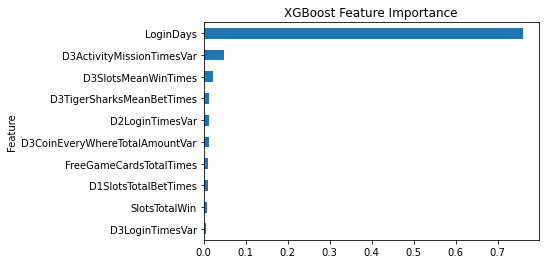 XGBoost Feature Importance
LoginDays
D3ActivityMissionTimesVar
D3SlotsMeanWinTimes
D3TigerSharksMeanBetTimes
D2LoginTimesVar
D3CoinEveryWhereTotalAmountVar
FreeGameCardsTotalTimes
D1SlotsTotalBetTimes
SlotsTotalWin
D3LoginTimesVar
Feature
0.0 0.1 0.2 0.3 0.4 0.5 0.6 0.7